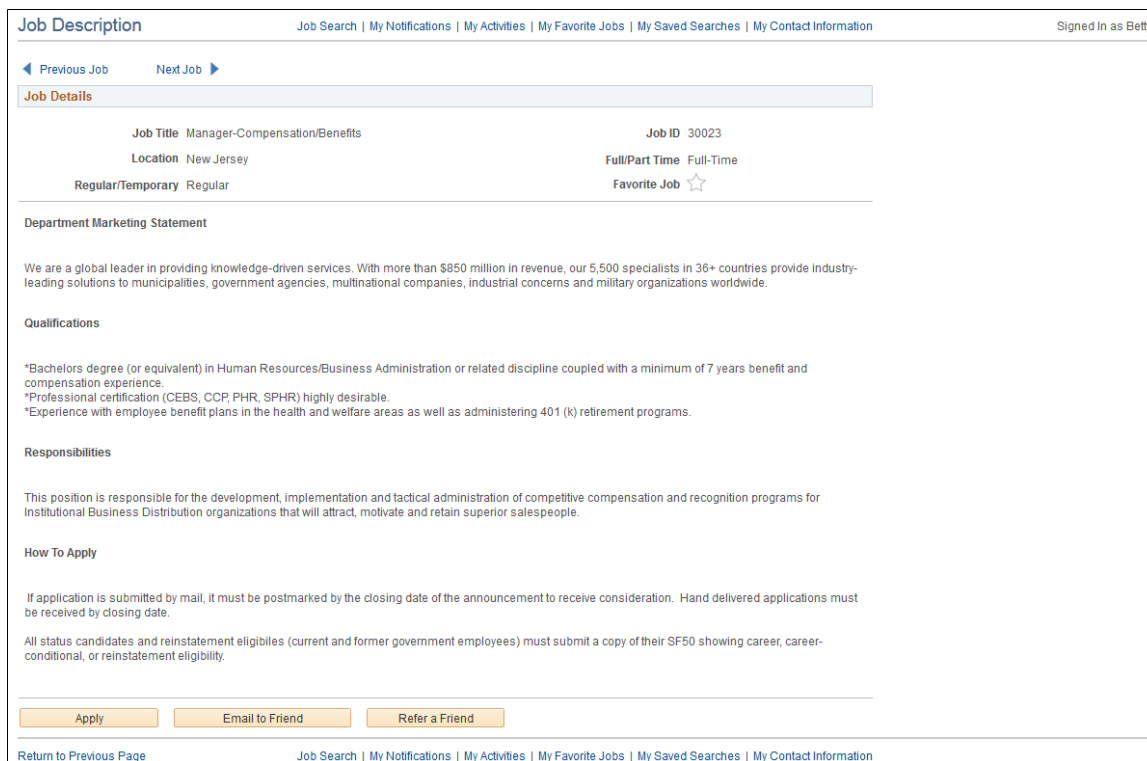 Job Description
Job Search | My Notifications | My Activities | My Favorite Jobs | My Saved Searches | My Contact Information
Signed In as Bett
Previous Job Next Job
Job Details
Job Title Manager-Compensation/Benefits Job ID 30023
Location New Jersey Full/Part Time Full-Time
Regular/Temporary Regular Favorite Job
Department Marketing Statement
We are a global leader in providing knowledge-driven services. With more than $850 million in revenue, our 5,500 specialists in 36+ countries provide industry-
leading solutions to municipalities, government agencies, multinational companies, industrial concerns and military organizations worldwide.
Qualifications
*Bachelors degree (or equivalent) in Human Resources/Business Administration or related discipline coupled with a minimum of 7 years benefit and
compensation experience.
*Professional certification (CEBS, CCP, PHR, SPHR) highly desirable.
*Experience with employee benefit plans in the health and welfare areas as well as administering 401 (k) retirement programs.
Responsibilities
This position is responsible for the development, implementation and tactical administration of competitive compensation and recognition programs for
Institutional Business Distribution organizations that will attract, motivate and retain superior salespeople.
How To Apply
If application is submitted by mail, it must be postmarked by the closing date of the announcement to receive consideration. Hand delivered applications must
be received by closing date.
All status candidates and reinstatement eligibiles (current and former government employees) must submit a copy of their SF50 showing career, career-
conditional, or reinstatement eligibility.
Apply Email to Friend Refer a Friend
Return to Previous Page Job Search | My Notifications | My Activities | My Favorite Jobs | My Saved Searches | My Contact Information